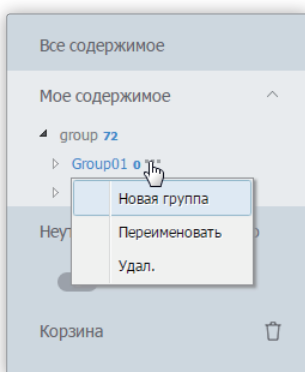 Все содержимое
Мое содержимое
group 72
Group01 0
Новая группа
Переименовать
Удал.
Корзина